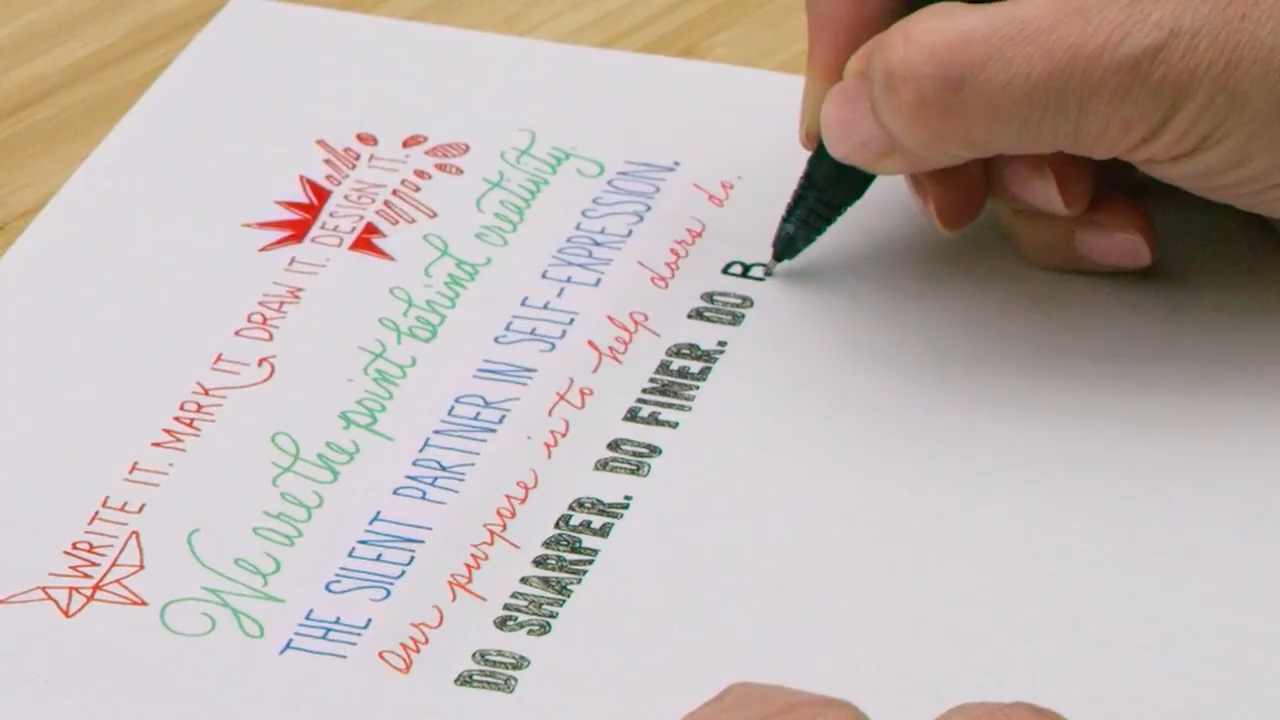 WRITE IT. MARK IT. DRAW IT. DESIGN IT.
We are the point behind creativity.
THE SILENT PARTNER IN SELF-EXPRESSION.
Our purpose is to help doers do.
DO SHARPER. DO FINER. DO B